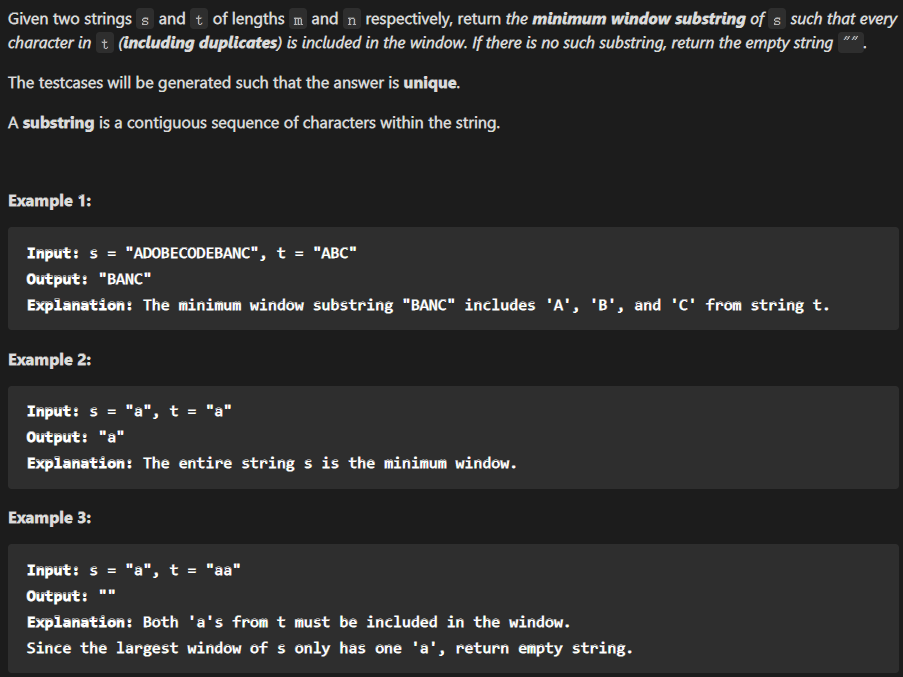 Given two strings s and t of lengths m and n respectively, return the minimum window substring of s such that every
character in t (including duplicates) is included in the window. If there is no such substring, return the empty string "".
The testcases will be generated such that the answer is unique.
A substring is a contiguous sequence of characters within the string.
Example 1:
Input: s = "ADOBECODEBANC", t = "ABC"
Output: "BANC"
Explanation: The minimum window substring "BANC" includes 'A', 'B', and 'C' from string t.
Example 2:
Input: s = "a", t = "a"
Output: "a"
Explanation: The entire string s is the minimum window.
Example 3:
Input: s = "a", t = "aa"
Output: ""
Explanation: Both 'a's from t must be included in the window.
Since the largest window of s only has one 'a', return empty string.